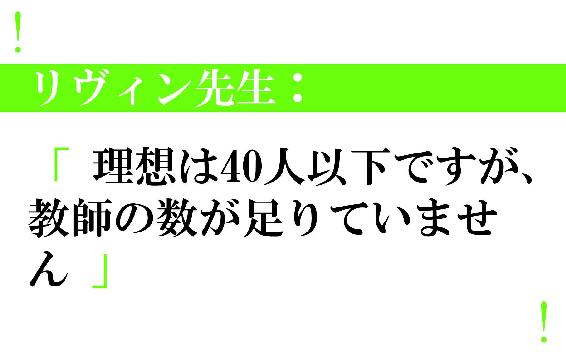 !
リヴィン先生：
「 理想は40人以下ですが、
教師の数が足りていませ
ん 」
!